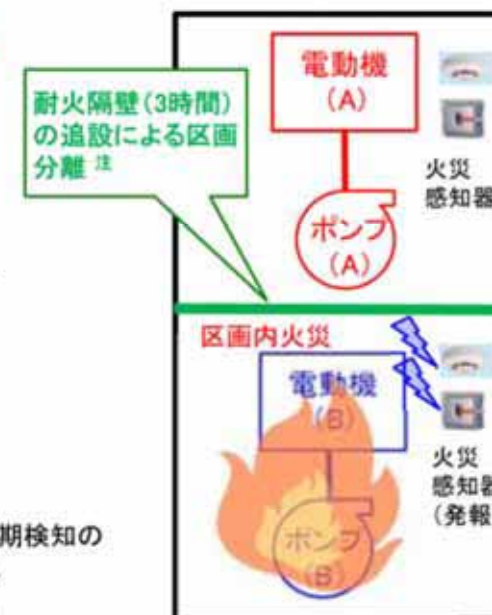 電動機
(A)
耐火隔壁(3時間)
の追設による区画
分離 注
火災
感知器
ポンプ
(A)
区画内火災
電動機
(B)
火災
感知器
(発報
ポンプ
(B)
期検知の